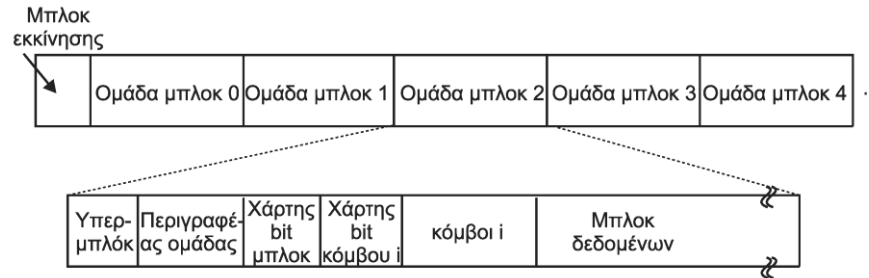 Μπλοκ
εκκίνησης
Ομάδα μπλοκ 0 Ομάδα μπλοκ 1 Ομάδα μπλοκ 2 Ομάδα μπλοκ 3 Ομάδα μπλοκ 4
Υπερ-
μπλόκ
Περιγραφέ-
ας ομάδας
Χάρτης
bit
μπλοκ
Χάρτης
bit
κόμβου i
κόμβοι i
Μπλοκ
δεδομένων